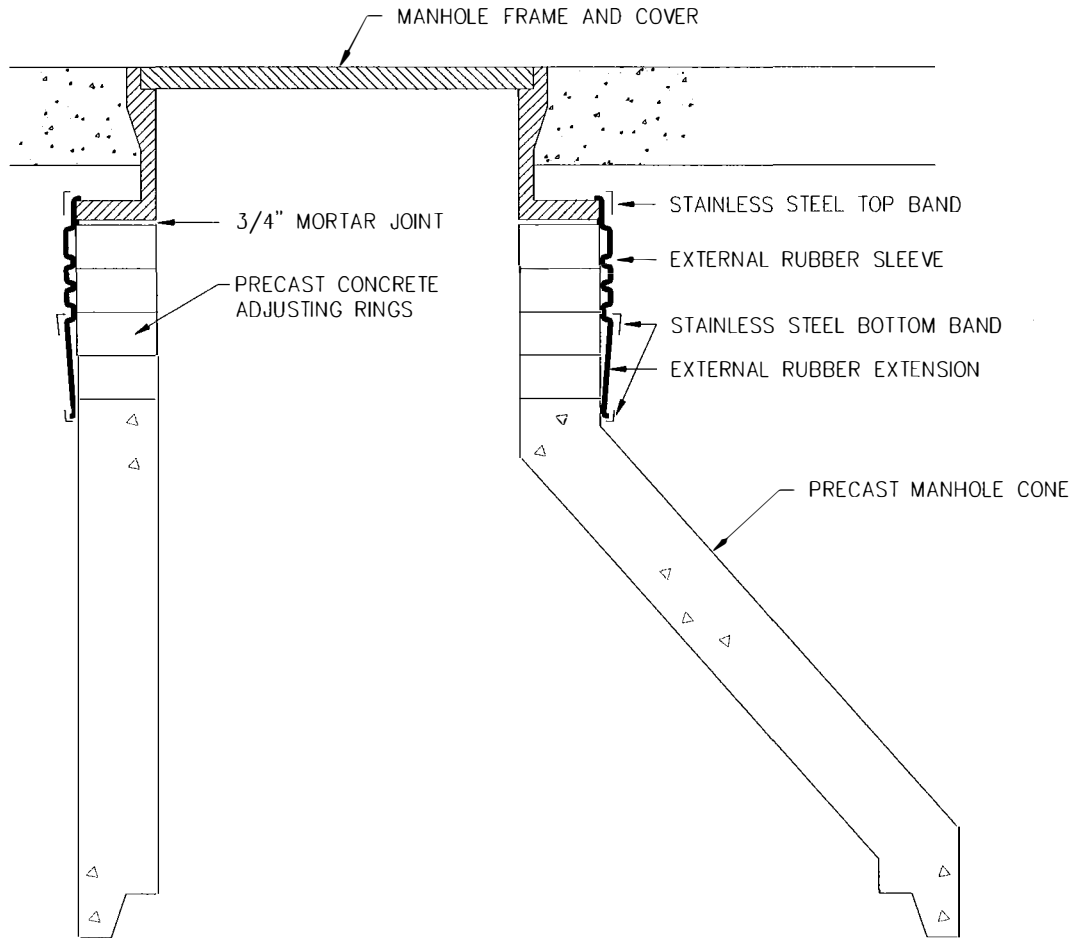 MANHOLE FRAME AND COVER
STAINLESS STEEL TOP BAND
3/4" MORTAR JOINT
EXTERNAL RUBBER SLEEVE
PRECAST CONCRETE
ADJUSTING RINGS
STAINLESS STEEL BOTTOM BAND
EXTERNAL RUBBER EXTENSION
PRECAST MANHOLE CONE